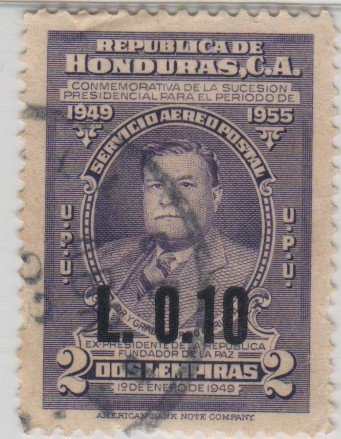 REPUBLICA DE
HONDURAS, C.A.
CONMEMORATIVA DE LA SUCESION
PRESIDENCIAL PARA EL PERIODO DE
1949 1955
SERVICIO AEREO POSTAL
U.P.U. U.P.U.
L. 0.10
EX-PRESIDENTE DE LA REPUBLICA
FUNDADOR DE LA PAZ
2 DOS LEMPIRAS 2
19 DE ENERO DE 1949
AMERICAN BANK NOTE COMPANY.